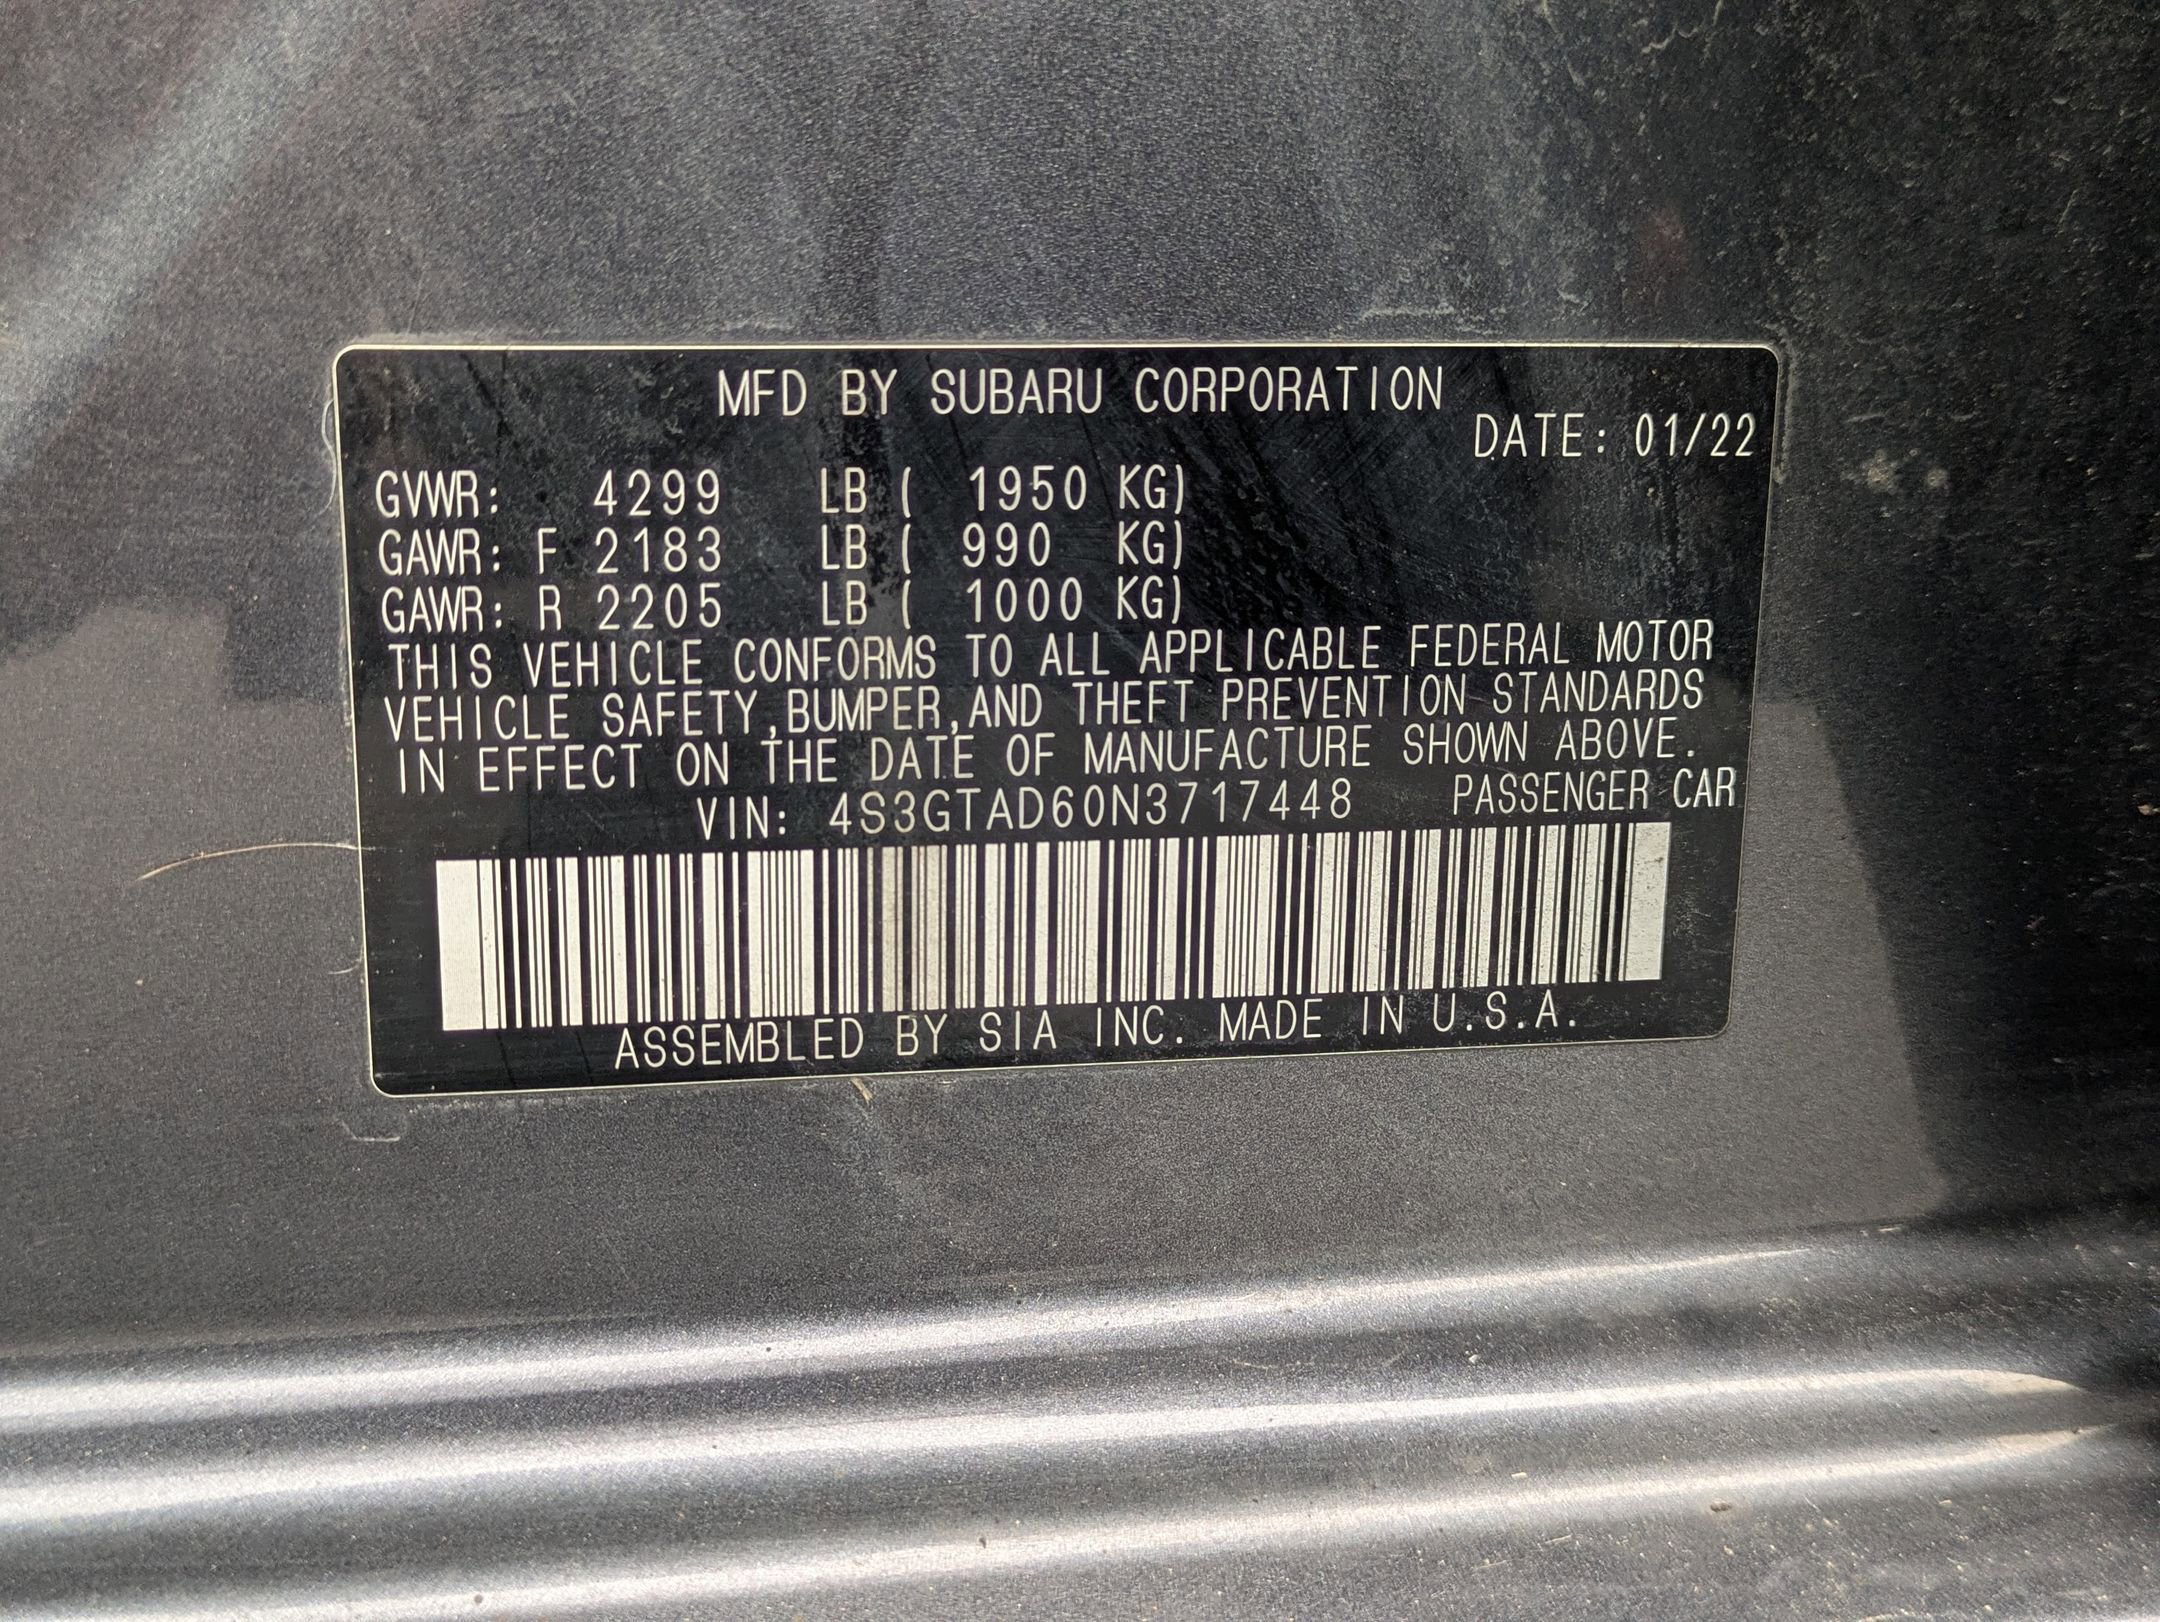 MFD BY SUBARU CORPORATION
DATE: 01/22
GVWR: 4299 LB ( 1950 KG)
GAWR: F 2183 LB ( 990 KG)
GAWR: R 2205 LB ( 1000 KG)
THIS VEHICLE CONFORMS TO ALL APPLICABLE FEDERAL MOTOR
VEHICLE SAFETY,BUMPER,AND THEFT PREVENTION STANDARDS
IN EFFECT ON THE DATE OF MANUFACTURE SHOWN ABOVE.
VIN: 4S3GTAD60N3717448 PASSENGER CAR
ASSEMBLED BY SIA INC. MADE IN U.S.A.